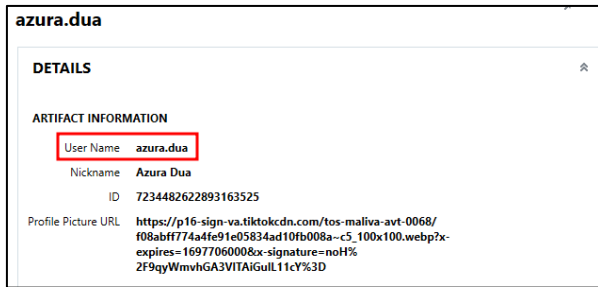 azura.dua
DETAILS
ARTIFACT INFORMATION
User Name azura.dua
Nickname Azura Dua
ID 7234482622893163525
Profile Picture URL https://p16-sign-va.tiktokcdn.com/tos-maliva-avt-0068/
f08abff774a4fe91e05834ad10fb008a~c5_100x100.webp?x-
expires=1697706000&x-signature=noH%
2F9qyWmvhGA3VITAiGulL11cY%3D